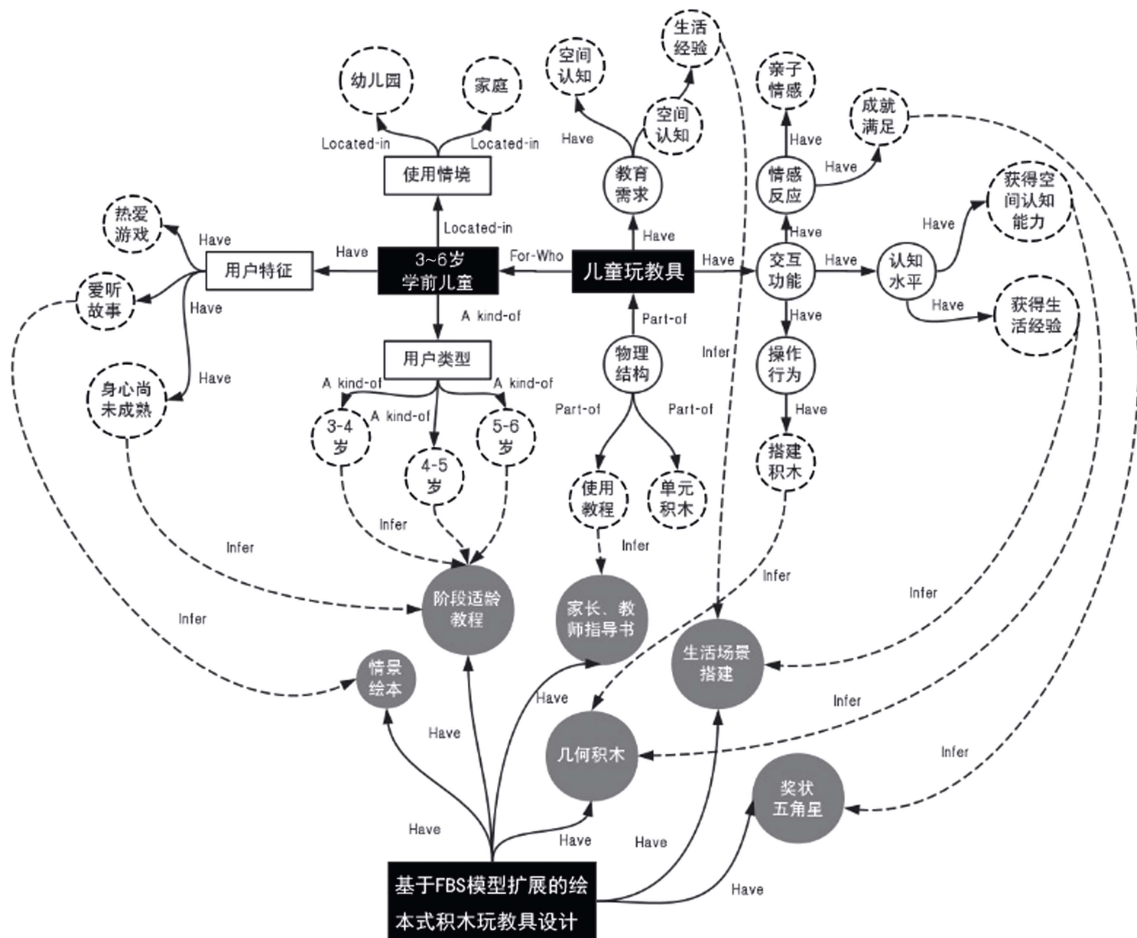 生活
经验
空间
认知
亲子
情感
幼儿园
家庭
成就
满足
空间
认知
Have
Have
Located-in
Located-in
使用情境
教育
需求
情感
反应
Have
获得空
间认知
能力
热爱
游戏
Have
Located-in
Have
Have
Have
用户特征
Have
3~6岁
学前儿童
For-Who
儿童玩教具
Have
交互
功能
Have
认知
水平
爱听
故事
Have
A kind-of
Part-of
Have
Have
获得生
活经验
用户类型
物理
结构
Infer
操作
行为
身心尚
未成熟
Have
A kind-of
A kind-of
A kind-of
Part-of
Part-of
Have
3-4
岁
4-5
岁
5-6
岁
使用
教程
单元
积木
搭建
积木
Infer
Infer
Infer
Infer
Infer
阶段适龄
教程
家长、教
师指导书
Infer
生活场景
搭建
情景
绘本
Have
Have
Infer
几何积木
Infer
奖状
五角星
Have
Have
Have
Have
基于FBS模型扩展的绘
本式积木玩教具设计